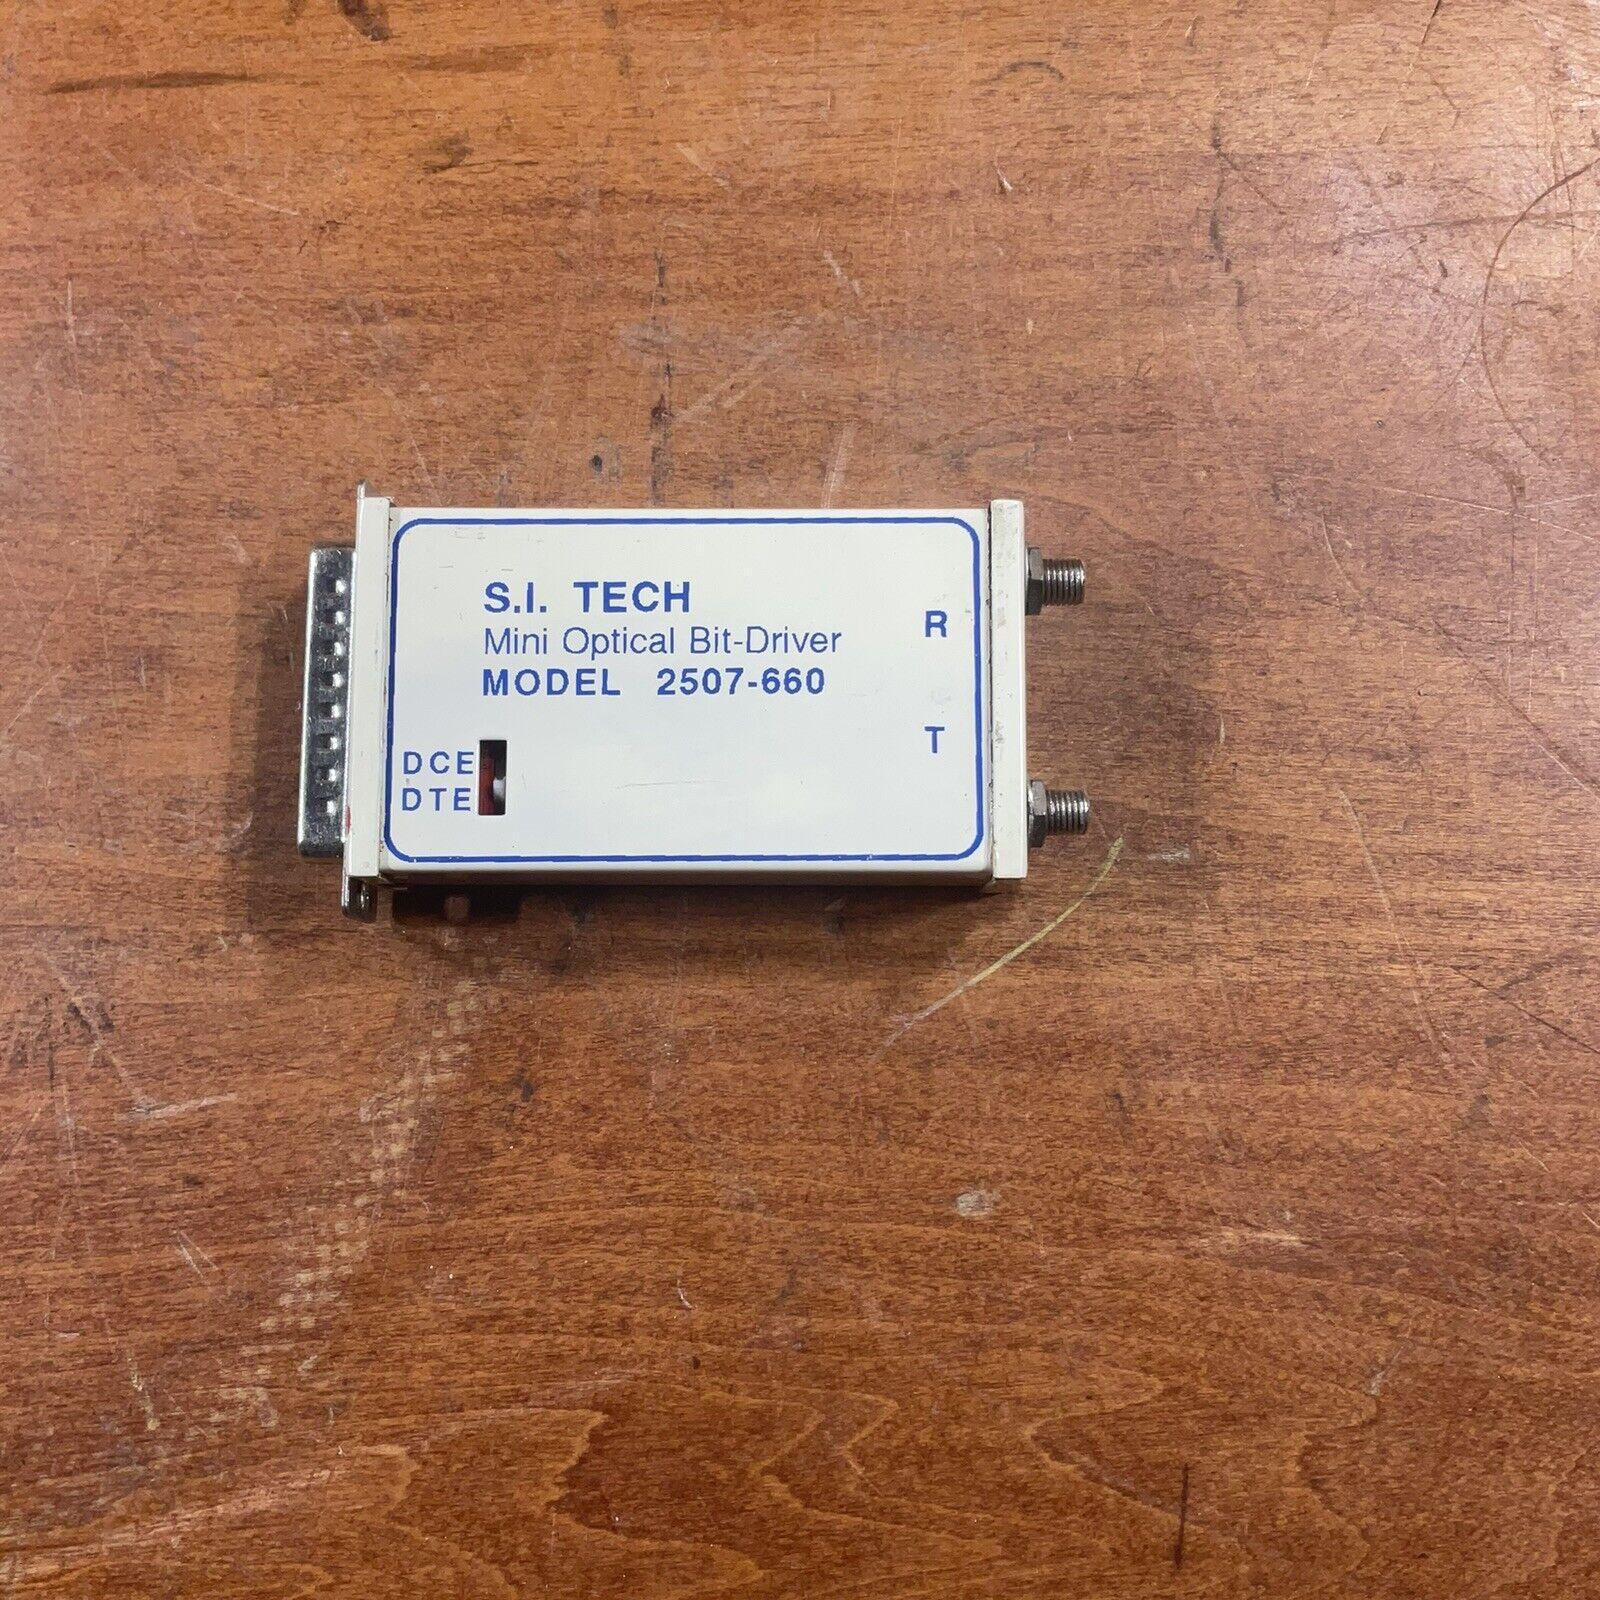 S.I. TECH
Mini Optical Bit-Driver
MODEL 2507-660
R
T
DCE
DTE